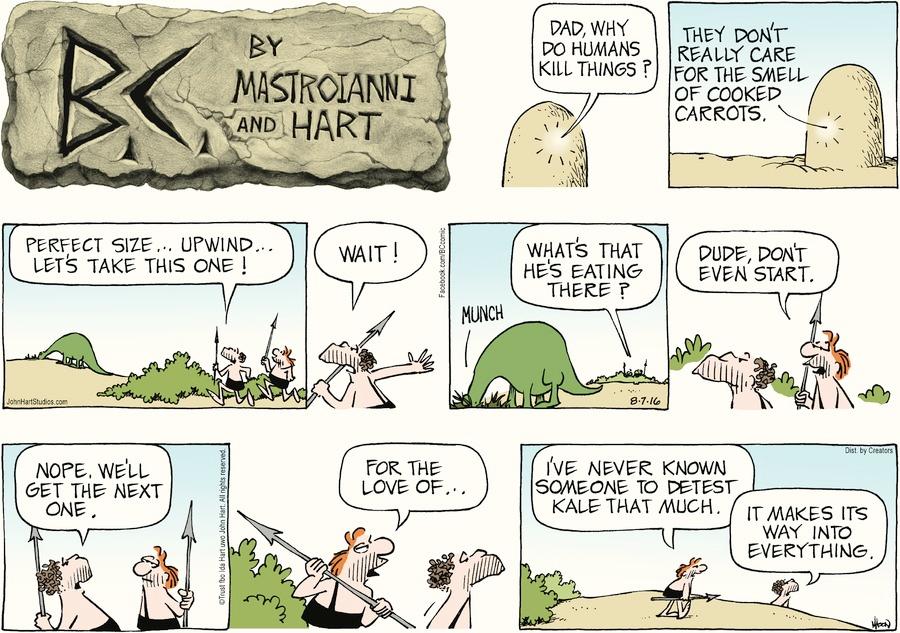 B.C.
BY
MASTROIANNI
AND HART
DAD, WHY
DO HUMANS
KILL THINGS?
THEY DON'T
REALLY CARE
FOR THE SMELL
OF COOKED
CARROTS.
PERFECT SIZE... UPWIND...
LET'S TAKE THIS ONE!
JohnHartStudios.com
WAIT!
Facebook.com/BCcomic
MUNCH
WHAT'S THAT
HE'S EATING
THERE?
8-7-16
DUDE, DON'T
EVEN START.
NOPE, WE'LL
GET THE NEXT
ONE.
©Trust fbo Ida Hart uwo John Hart. All rights reserved.
FOR THE
LOVE OF...
Dist. by Creators
I'VE NEVER KNOWN
SOMEONE TO DETEST
KALE THAT MUCH.
IT MAKES ITS
WAY INTO
EVERYTHING.